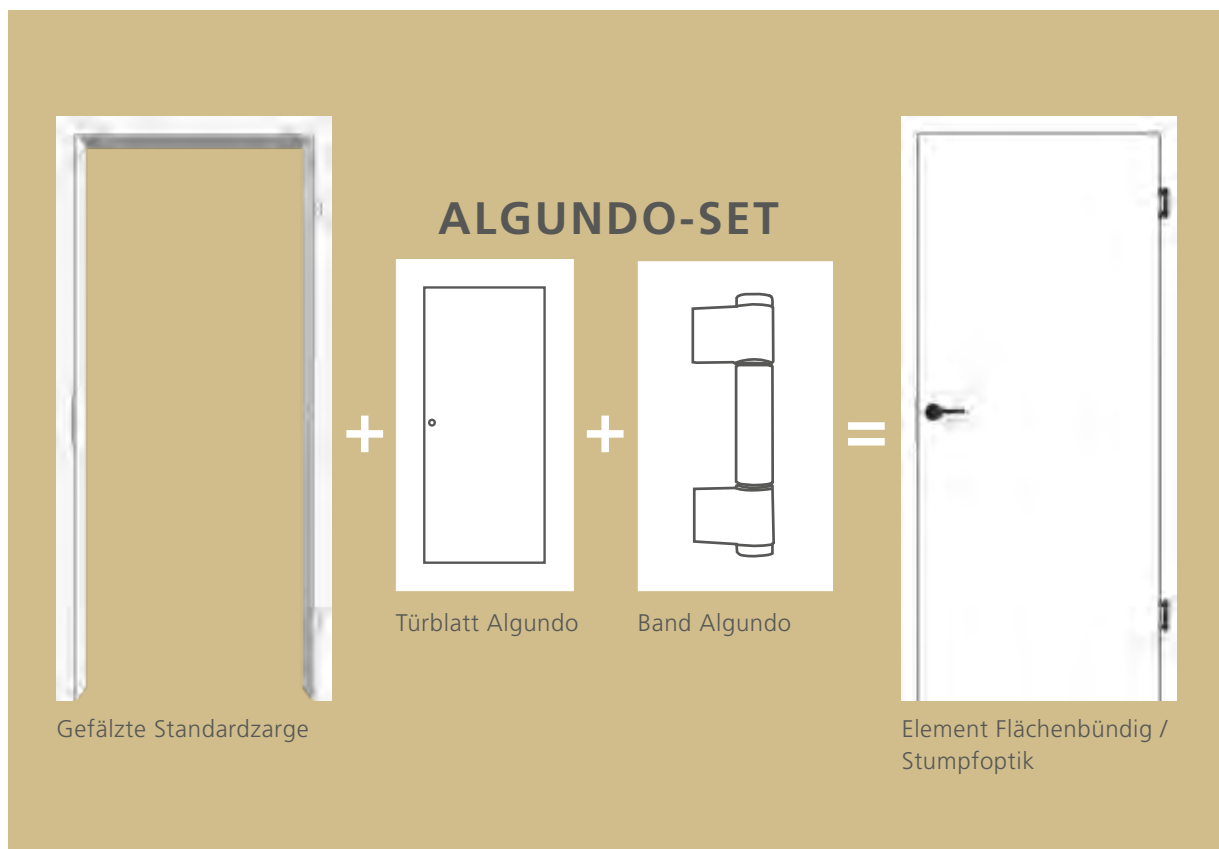 ALGUNDO-SET
+
+
=
Türblatt Algundo
Band Algundo
Gefälzte Standardzarge
Element Flächenbündig /
Stumpfoptik